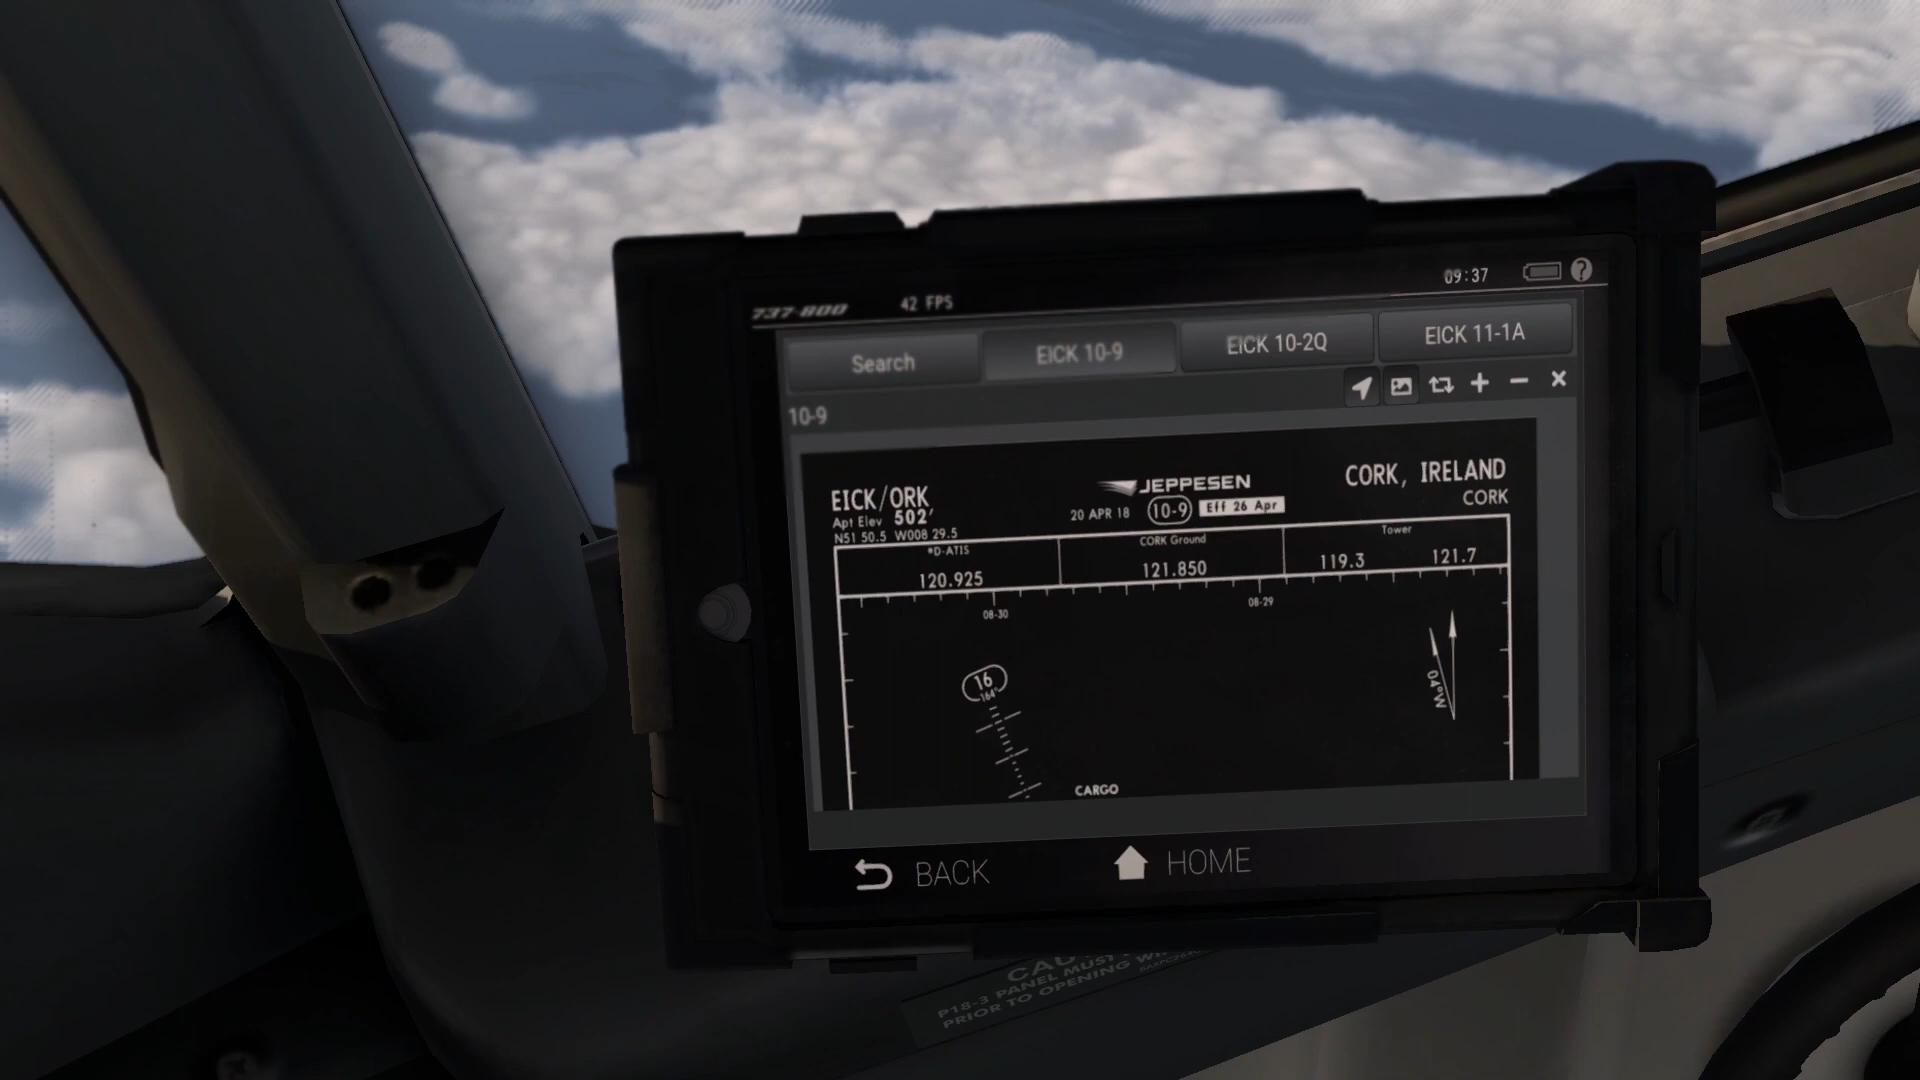 737-800 42 FPS 09:37
Search EICK 10-9 EICK 10-2Q EICK 11-1A
10-9
EICK/ORK JEPPESEN CORK, IRELAND
Apt Elev 502' 20 APR 18 10-9 Eff 26 Apr CORK
N51 50.5 W008 29.5
*D-ATIS CORK Ground Tower
120.925 121.850 119.3 121.7
08-30 08-29
16
164°
04°W
CARGO
BACK HOME
CAU
P18-3 PANEL MUST
PRIOR TO OPENING